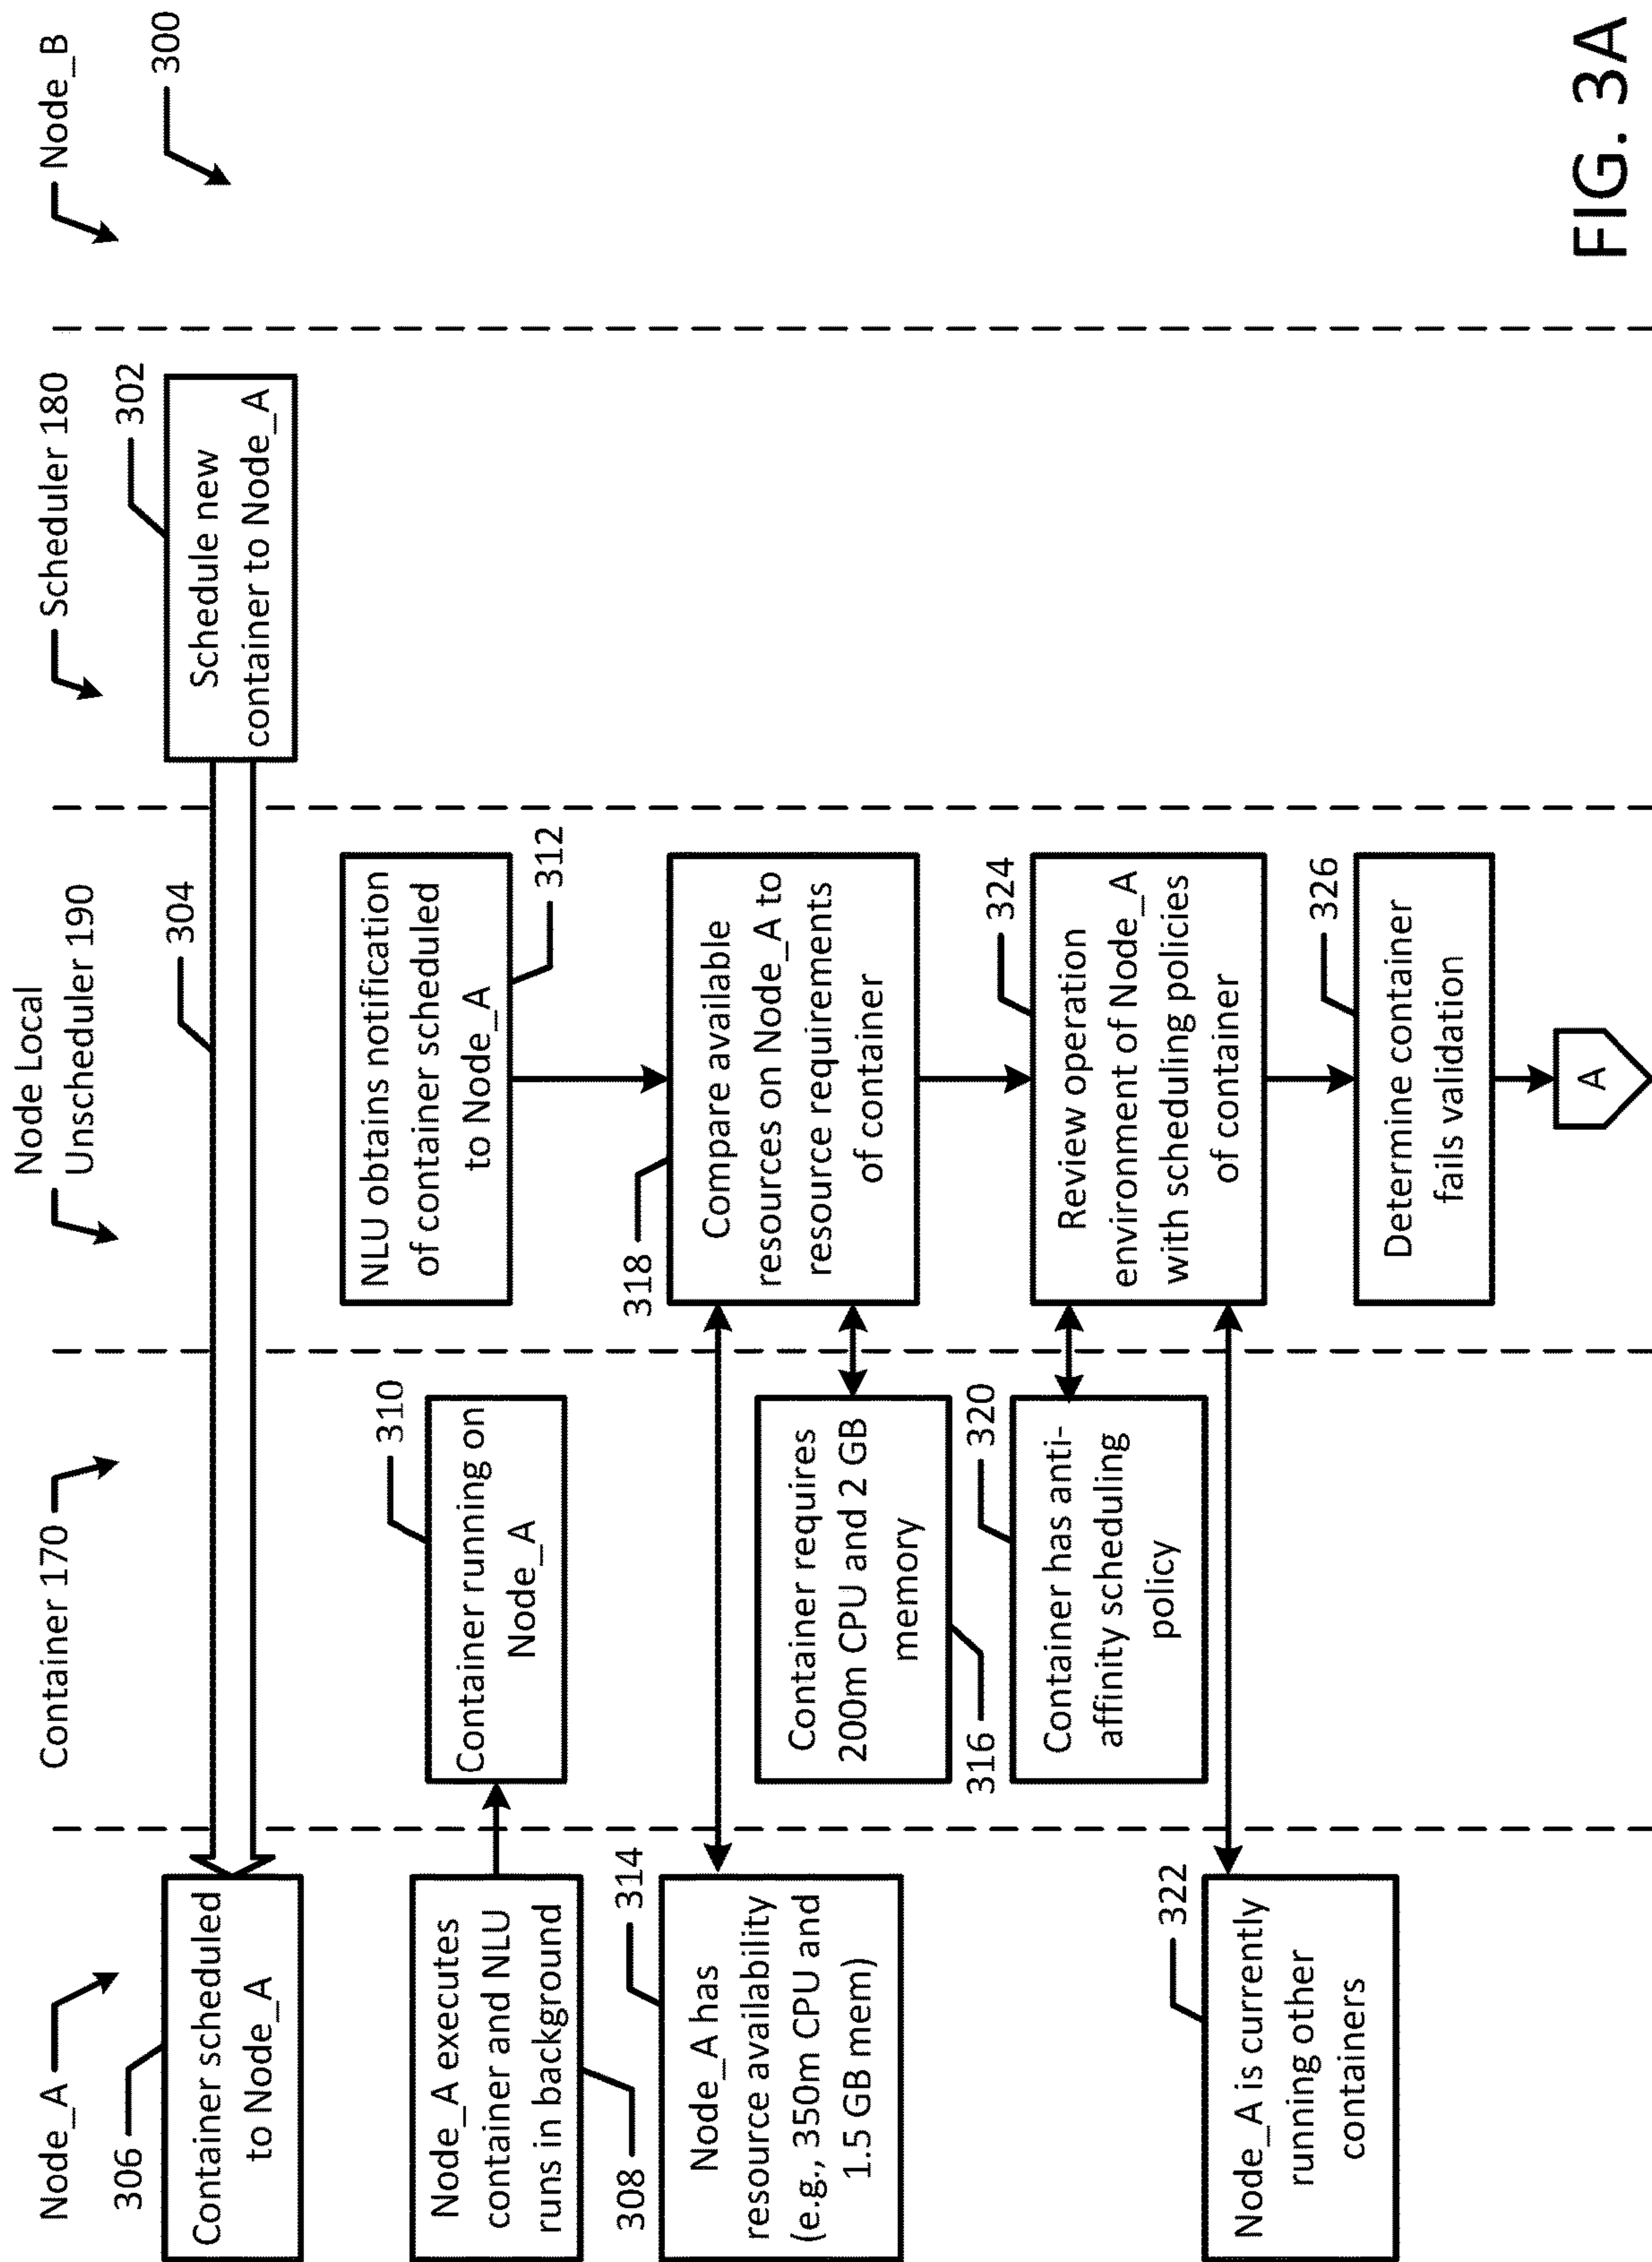 Node_A
Container 170
Node Local
Unscheduler 190
Scheduler 180
Node_B
300
306
Container scheduled
to Node_A
304
302
Schedule new
container to Node_A
Node_A executes
container and NLU
runs in background
308
310
Container running on
Node_A
NLU obtains notification
of container scheduled
to Node_A
312
314
Node_A has
resource availability
(e.g., 350m CPU and
1.5 GB mem)
Container requires
200m CPU and 2 GB
memory
316
318
Compare available
resources on Node_A to
resource requirements
of container
320
Container has anti-
affinity scheduling
policy
322
Node_A is currently
running other
containers
324
Review operation
environment of Node_A
with scheduling policies
of container
326
Determine container
fails validation
A
FIG. 3A